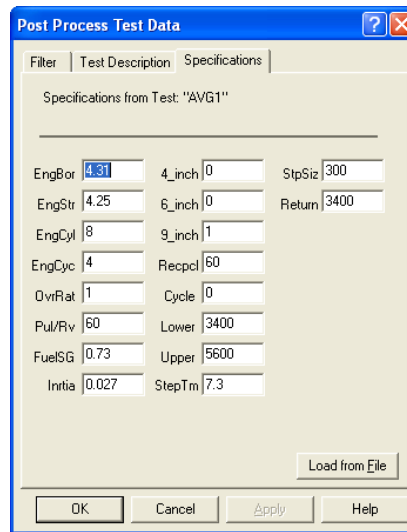 Post Process Test Data
Filter Test Description Specifications
Specifications from Test: "AVG1"
EngBor 4.31 4_inch 0 StpSiz 300
EngStr 4.25 6_inch 0 Return 3400
EngCyl 8 9_inch 1
EngCyc 4 Recpcl 60
OvrRat 1 Cycle 0
Pul/Rv 60 Lower 3400
FuelSG 0.73 Upper 5600
Inrtia 0.027 StepTm 7.3
Load from File
OK Cancel Apply Help